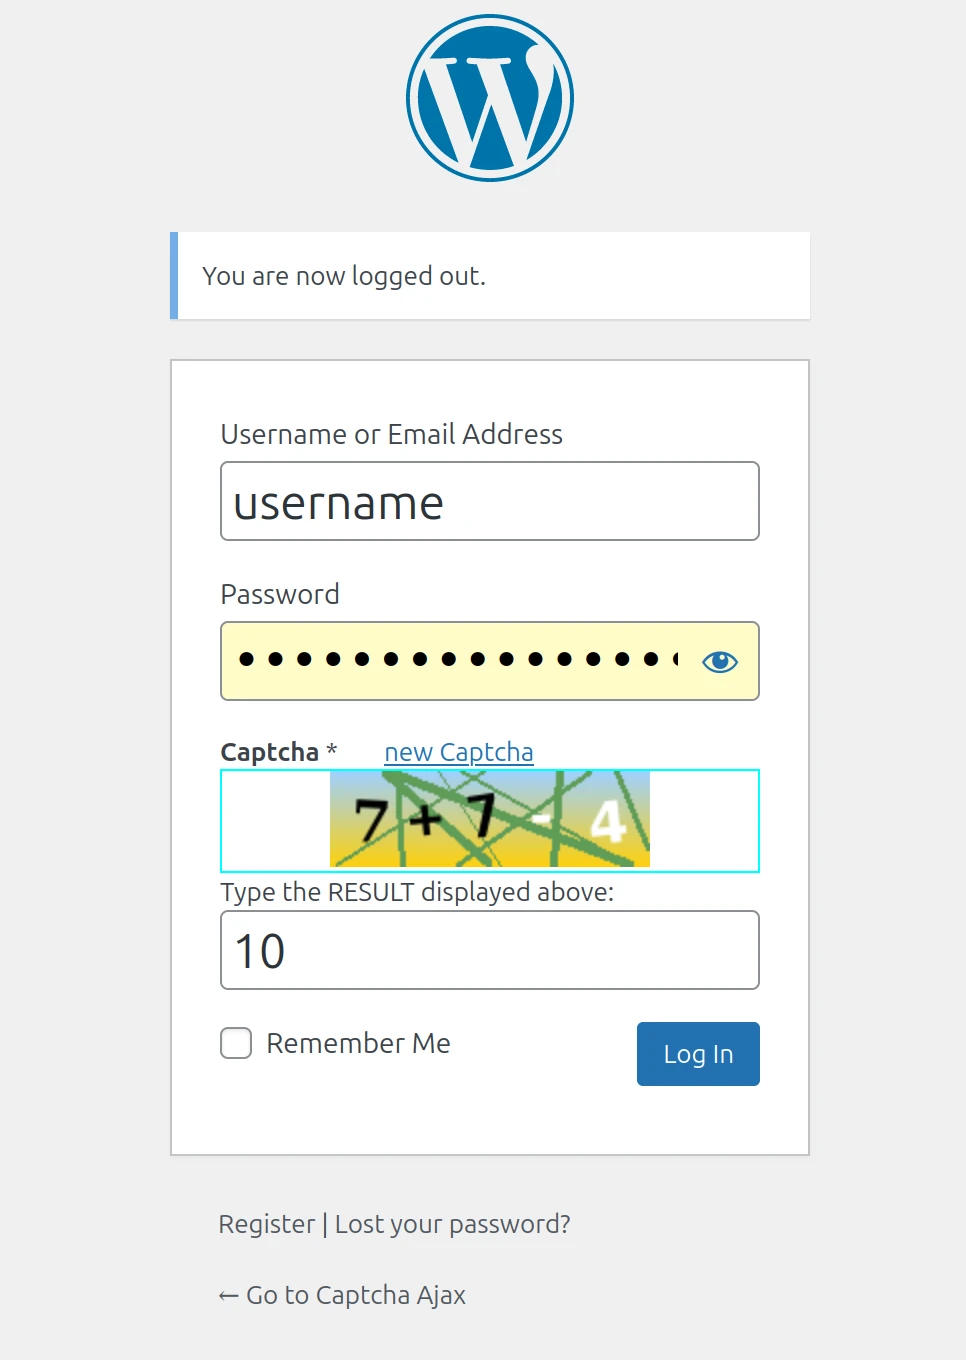 You are now logged out.
Username or Email Address
username
Password
Captcha * new Captcha
7 + 7 - 4
Type the RESULT displayed above:
10
Remember Me Log In
Register | Lost your password?
← Go to Captcha Ajax